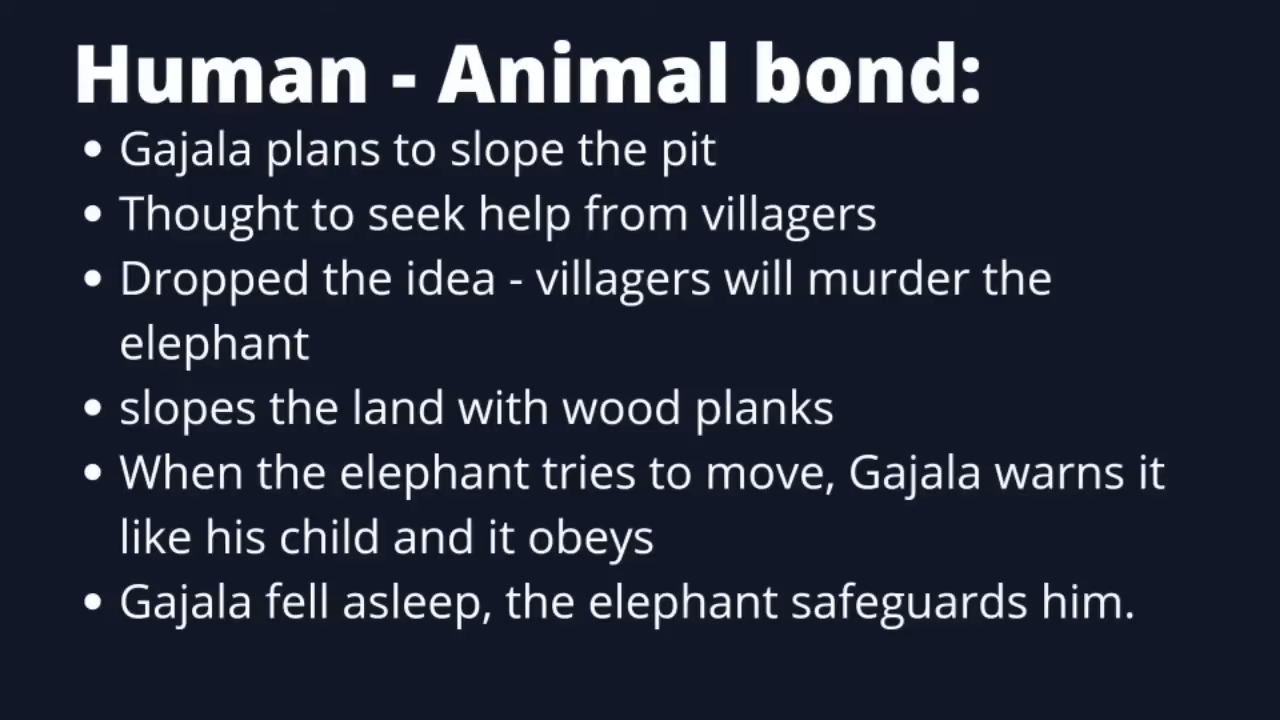 Human - Animal bond:
• Gajala plans to slope the pit
• Thought to seek help from villagers
• Dropped the idea - villagers will murder the
elephant
• slopes the land with wood planks
• When the elephant tries to move, Gajala warns it
like his child and it obeys
• Gajala fell asleep, the elephant safeguards him.